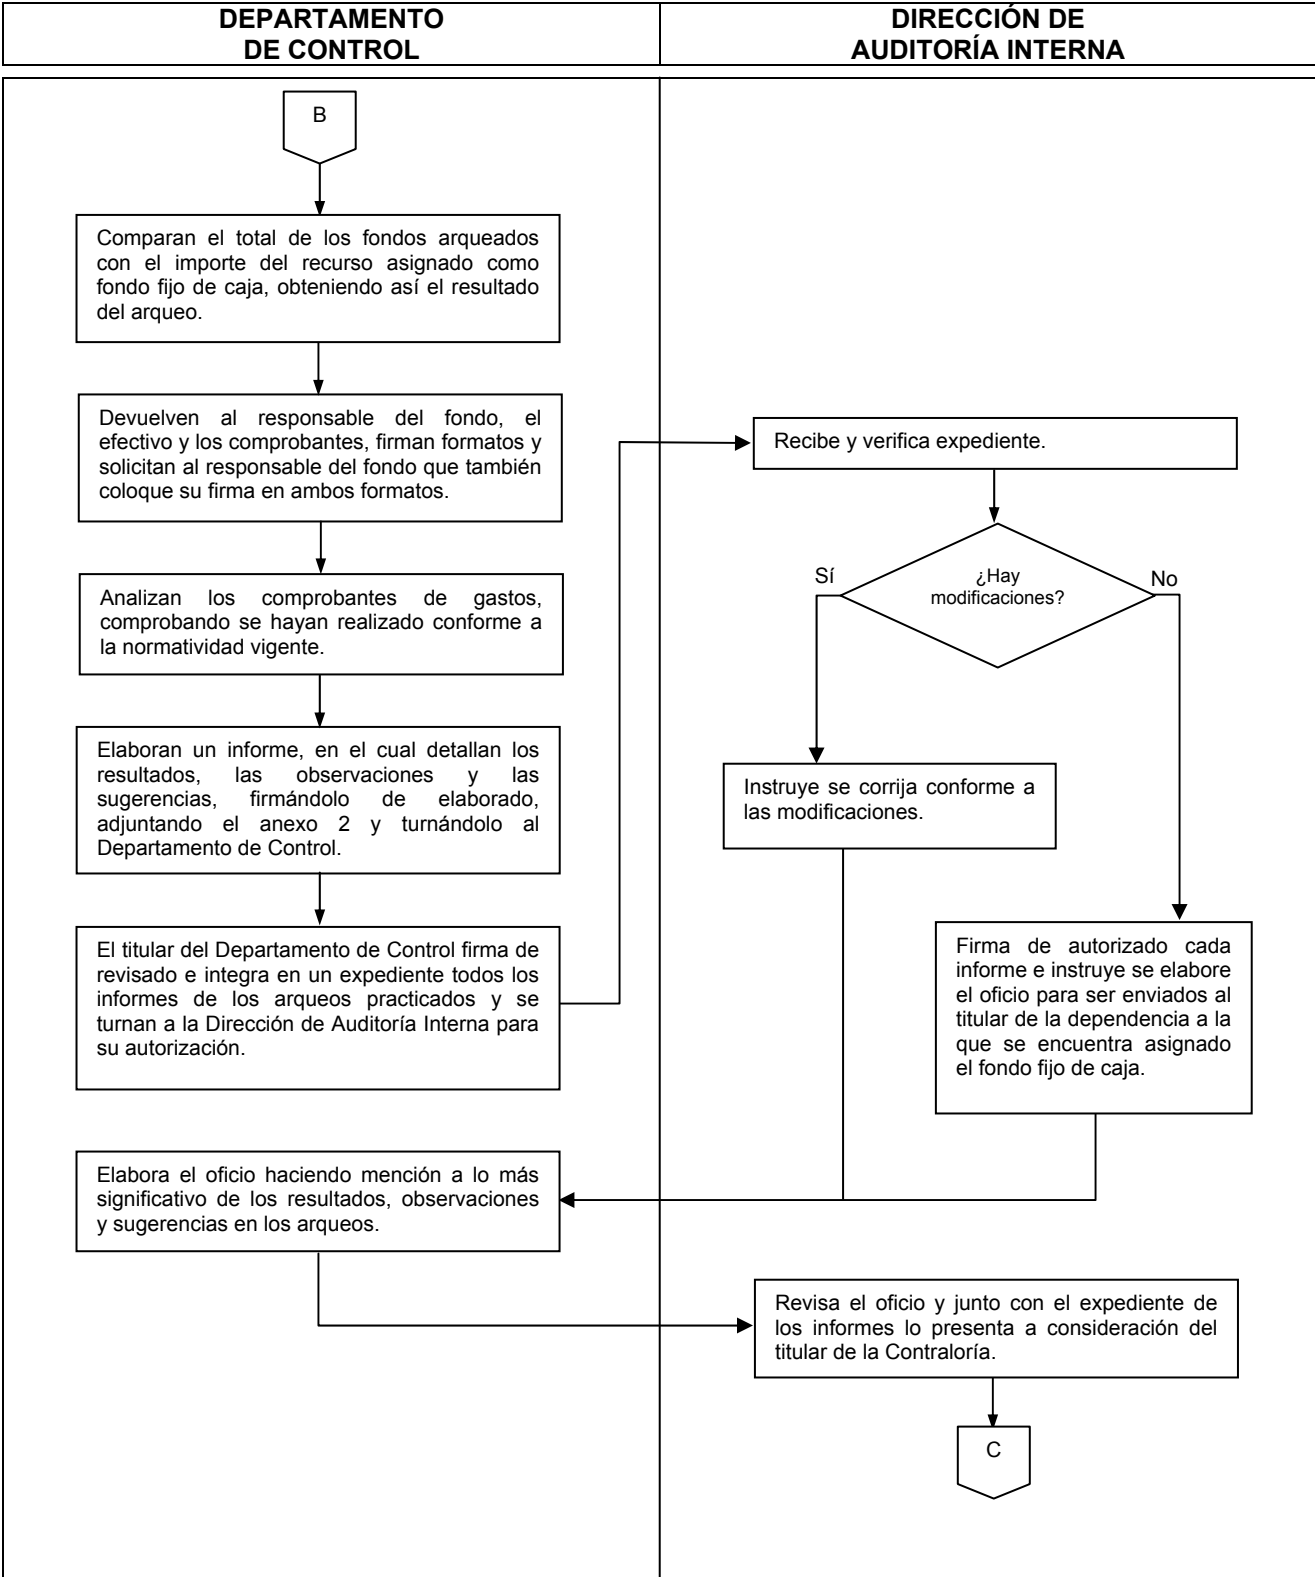 DEPARTAMENTO
DE CONTROL
DIRECCIÓN DE
AUDITORÍA INTERNA
B
Comparan el total de los fondos arqueados
con el importe del recurso asignado como
fondo fijo de caja, obteniendo así el resultado
del arqueo.
Devuelven al responsable del fondo, el
efectivo y los comprobantes, firman formatos y
solicitan al responsable del fondo que también
coloque su firma en ambos formatos.
Analizan los comprobantes de gastos,
comprobando se hayan realizado conforme a
la normatividad vigente.
Elaboran un informe, en el cual detallan los
resultados, las observaciones y las
sugerencias, firmándolo de elaborado,
adjuntando el anexo 2 y turnándolo al
Departamento de Control.
El titular del Departamento de Control firma de
revisado e integra en un expediente todos los
informes de los arqueos practicados y se
turnan a la Dirección de Auditoría Interna para
su autorización.
Recibe y verifica expediente.
¿Hay
modificaciones?
Sí
No
Instruye se corrija conforme a
las modificaciones.
Firma de autorizado cada
informe e instruye se elabore
el oficio para ser enviados al
titular de la dependencia a la
que se encuentra asignado
el fondo fijo de caja.
Elabora el oficio haciendo mención a lo más
significativo de los resultados, observaciones
y sugerencias en los arqueos.
Revisa el oficio y junto con el expediente de
los informes lo presenta a consideración del
titular de la Contraloría.
C